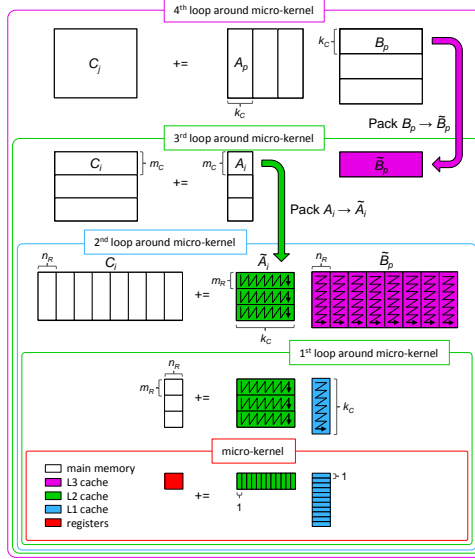 4th loop around micro-kernel
Cj += Ap kC Bp
kC
Pack Bp → B̃p
3rd loop around micro-kernel
Ci mC += mC Ai B̃p
Pack Ai → Ãi
2nd loop around micro-kernel
nR Ci Ãi nR B̃p
+= mR
kC
1st loop around micro-kernel
nR
mR += kC
micro-kernel
main memory
L3 cache
L2 cache
L1 cache
registers
+=
1
1